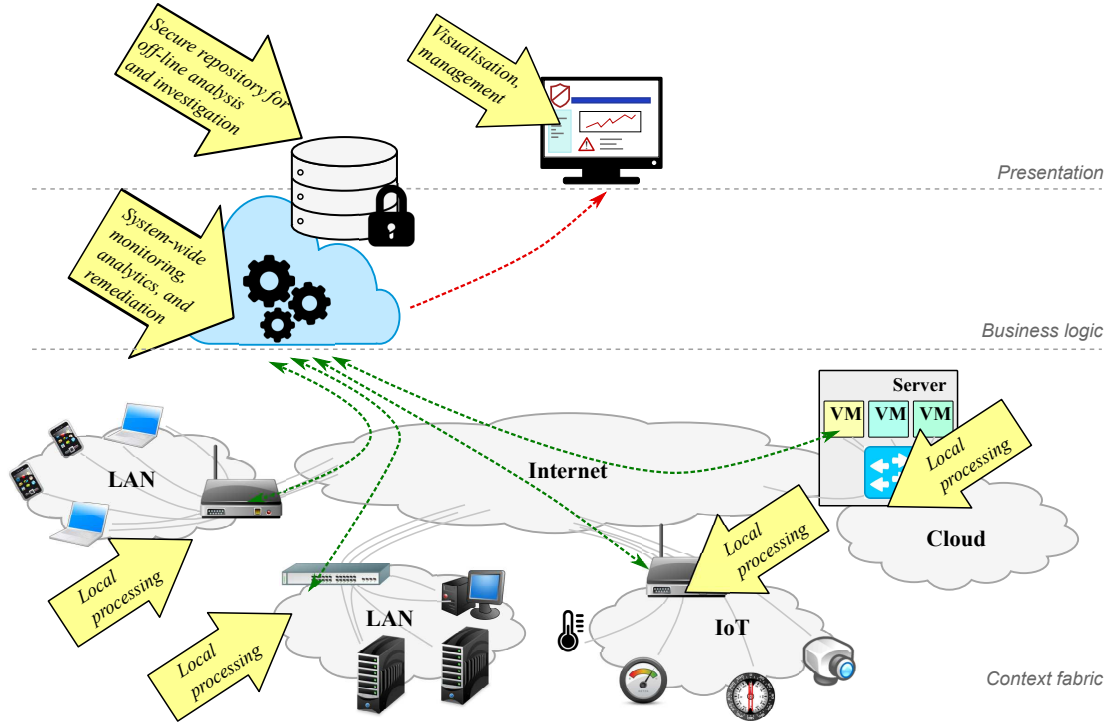 Secure repository for
off-line analysis
and investigation
Visualisation,
management
Presentation
System-wide
monitoring,
analytics, and
remediation
Business logic
Server
VM
VM
VM
LAN
Internet
Local
processing
Local
processing
Cloud
Local
processing
LAN
IoT
Local
processing
Context fabric